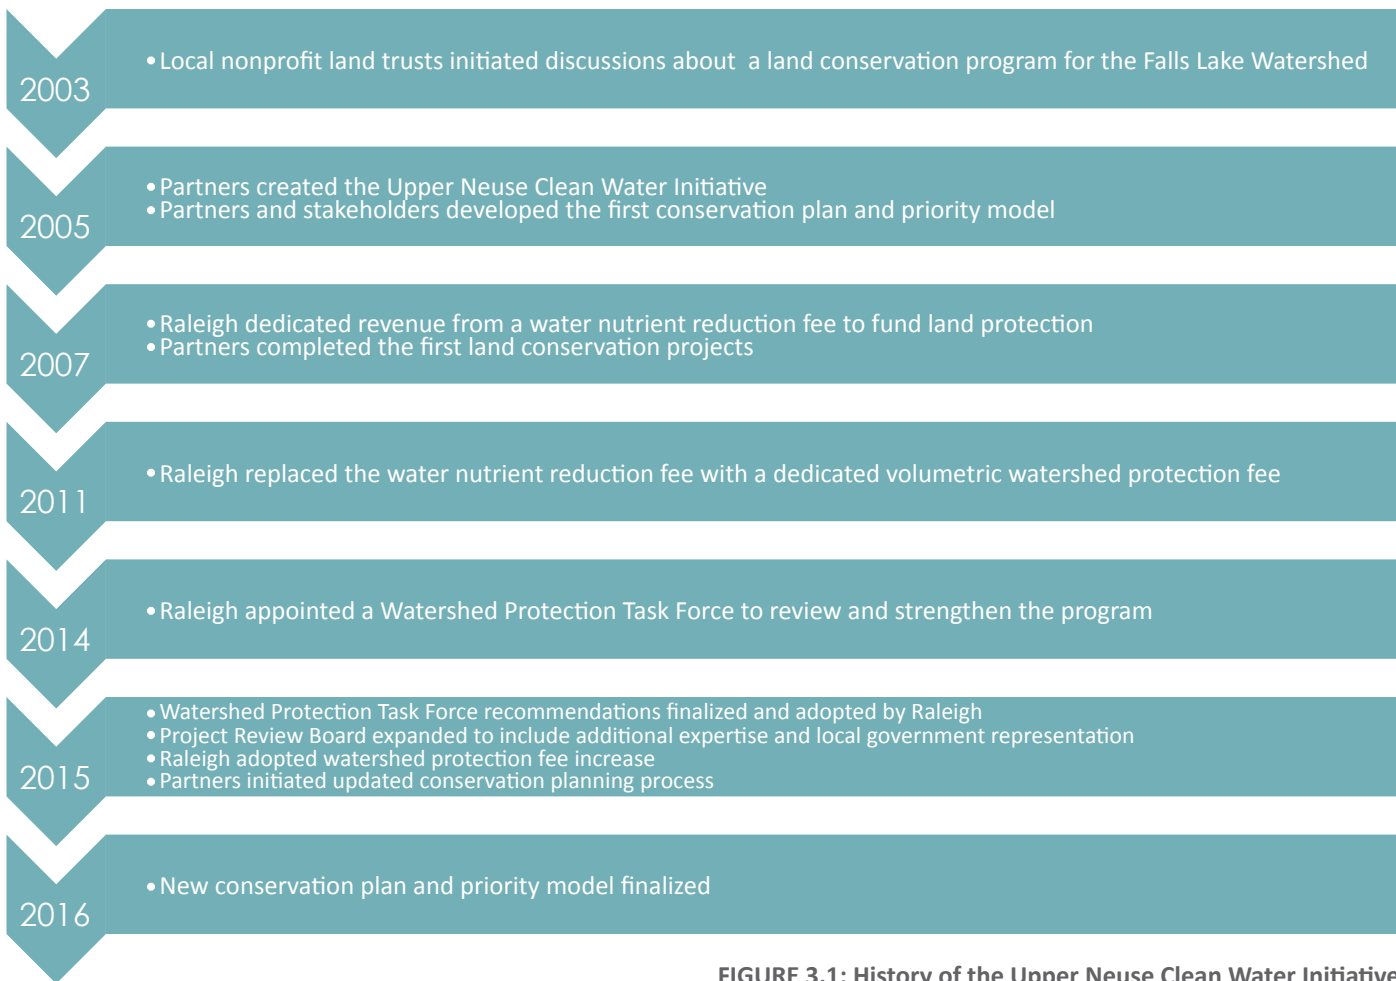 2003
•Local nonprofit land trusts initiated discussions about a land conservation program for the Falls Lake Watershed
2005
•Partners created the Upper Neuse Clean Water Initiative
•Partners and stakeholders developed the first conservation plan and priority model
2007
•Raleigh dedicated revenue from a water nutrient reduction fee to fund land protection
•Partners completed the first land conservation projects
2011
•Raleigh replaced the water nutrient reduction fee with a dedicated volumetric watershed protection fee
2014
•Raleigh appointed a Watershed Protection Task Force to review and strengthen the program
2015
•Watershed Protection Task Force recommendations finalized and adopted by Raleigh
•Project Review Board expanded to include additional expertise and local government representation
•Raleigh adopted watershed protection fee increase
•Partners initiated updated conservation planning process
2016
•New conservation plan and priority model finalized
FIGURE 3.1: History of the Upper Neuse Clean Water Initiative